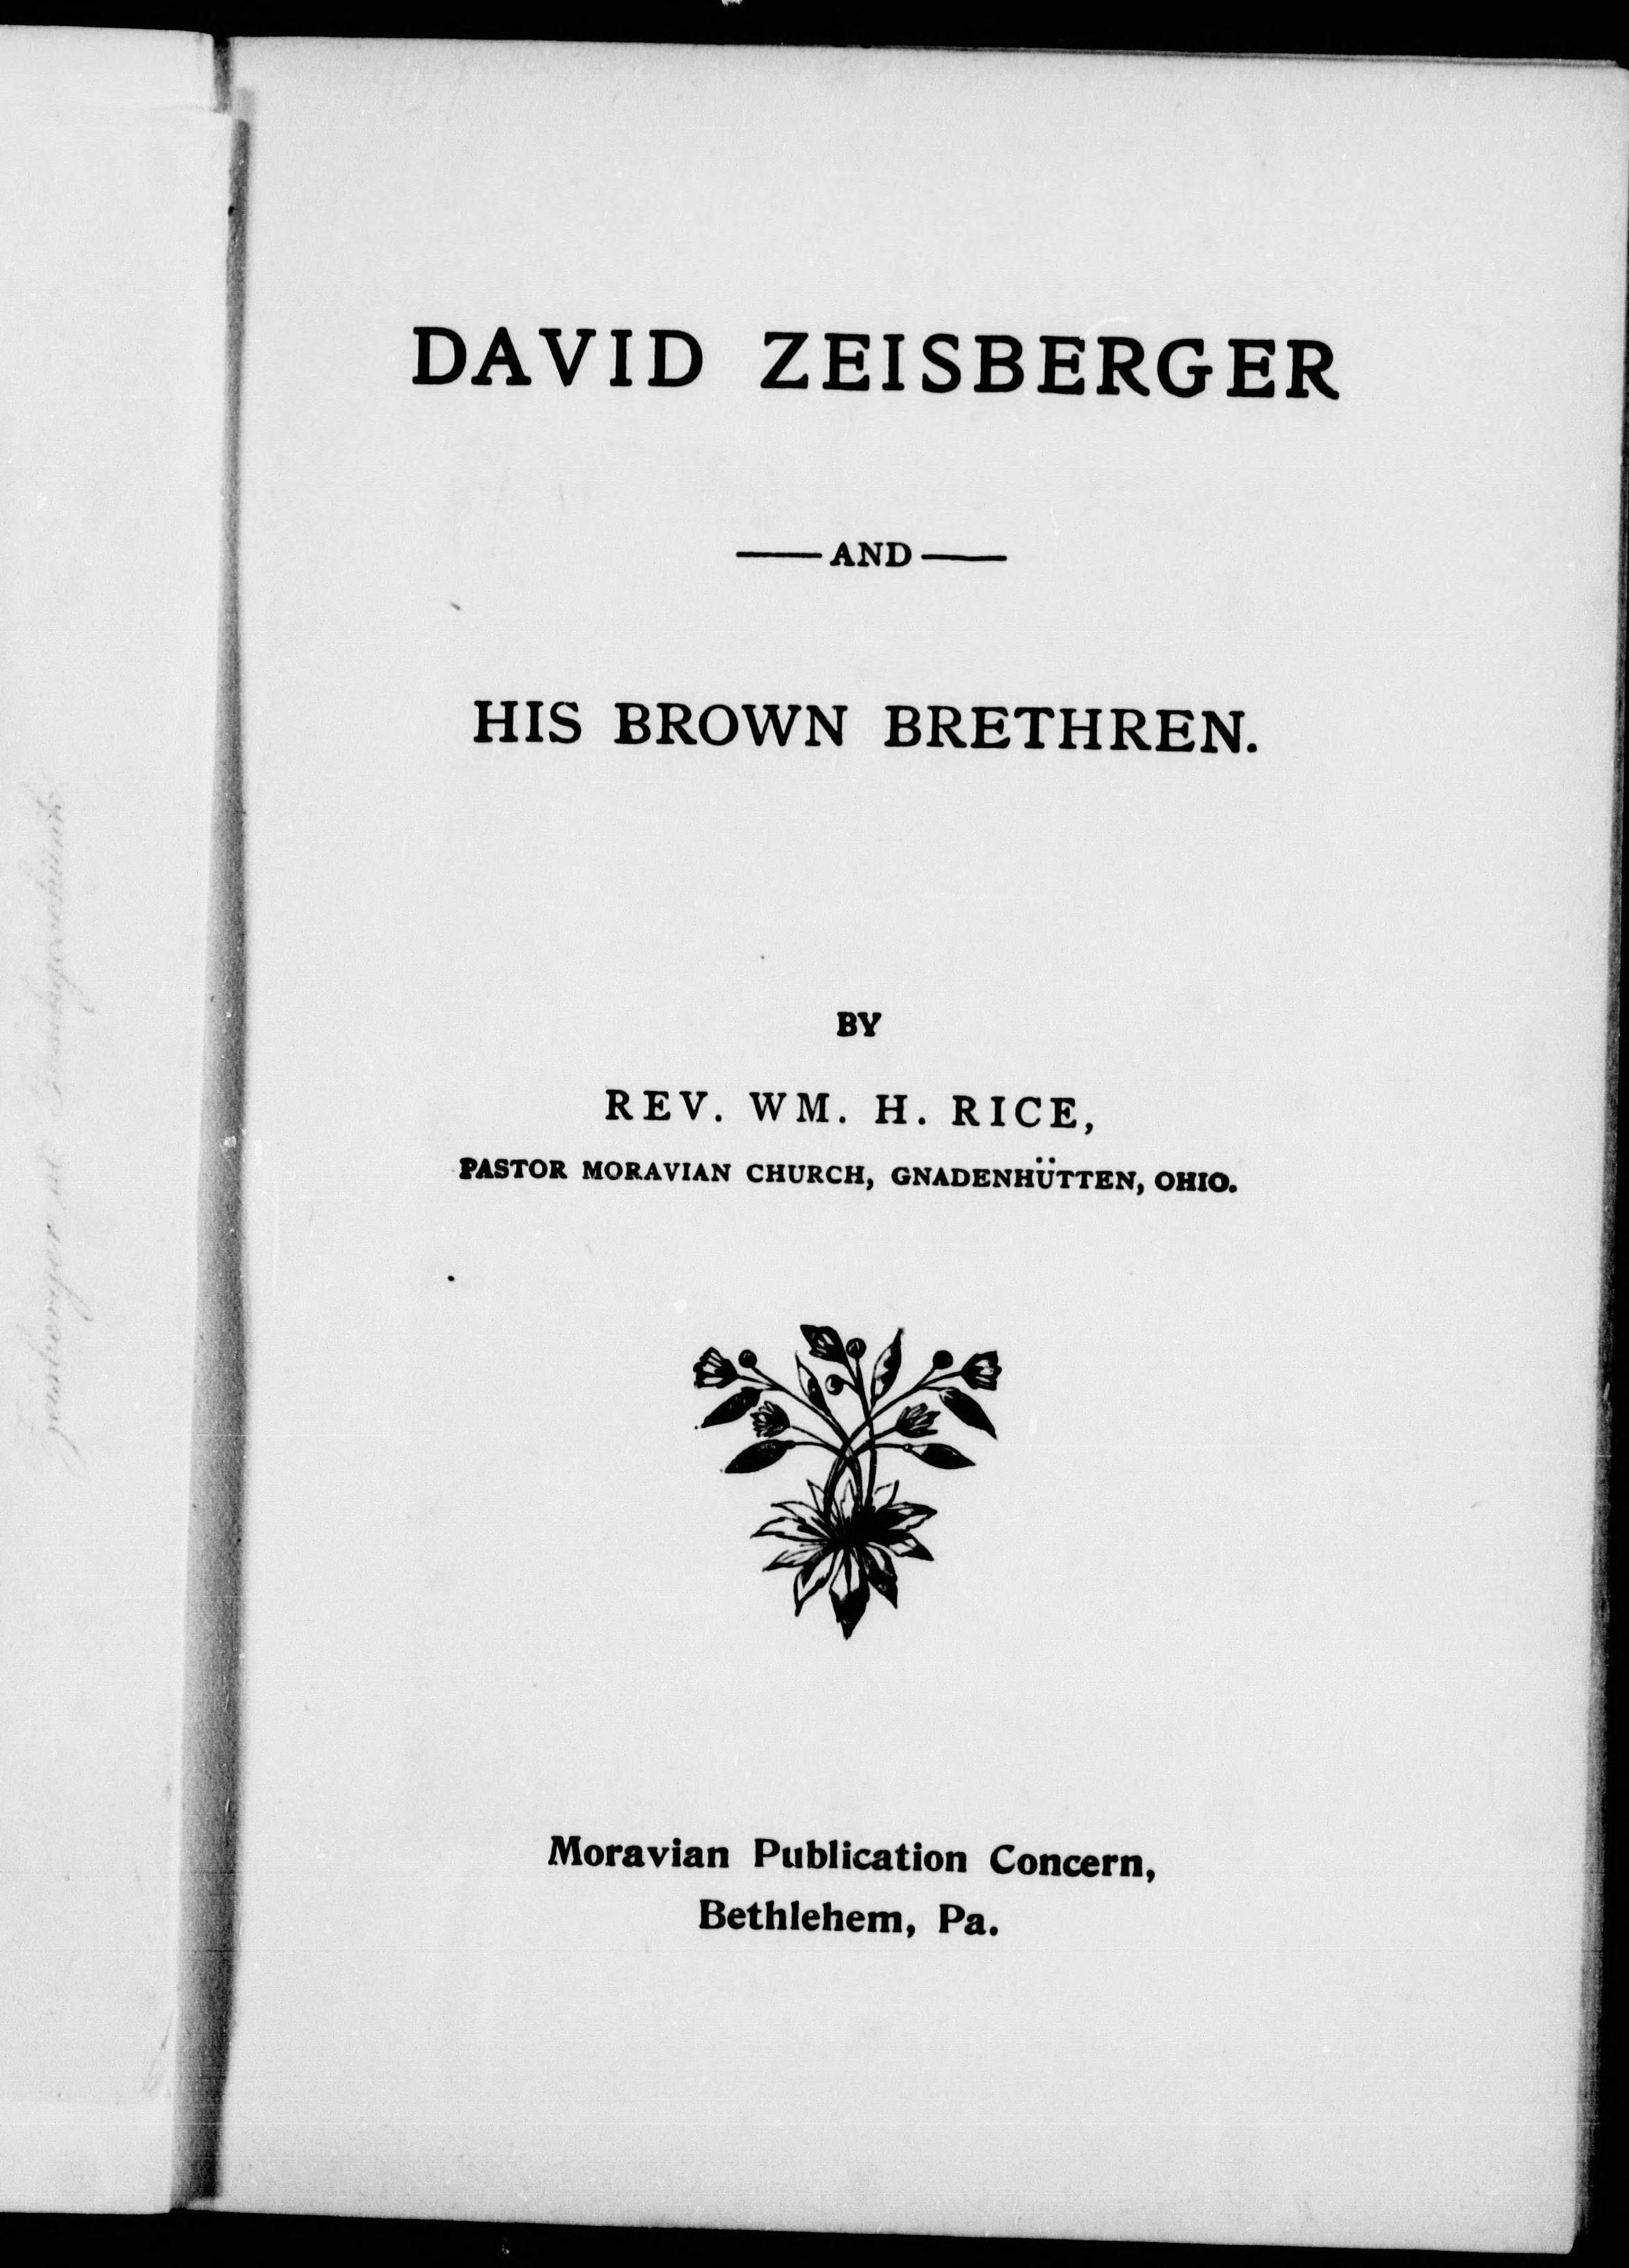 DAVID ZEISBERGER
AND
HIS BROWN BRETHREN.
BY
REV. WM. H. RICE,
PASTOR MORAVIAN CHURCH, GNADENHÜTTEN, OHIO.
Moravian Publication Concern,
Bethlehem, Pa.